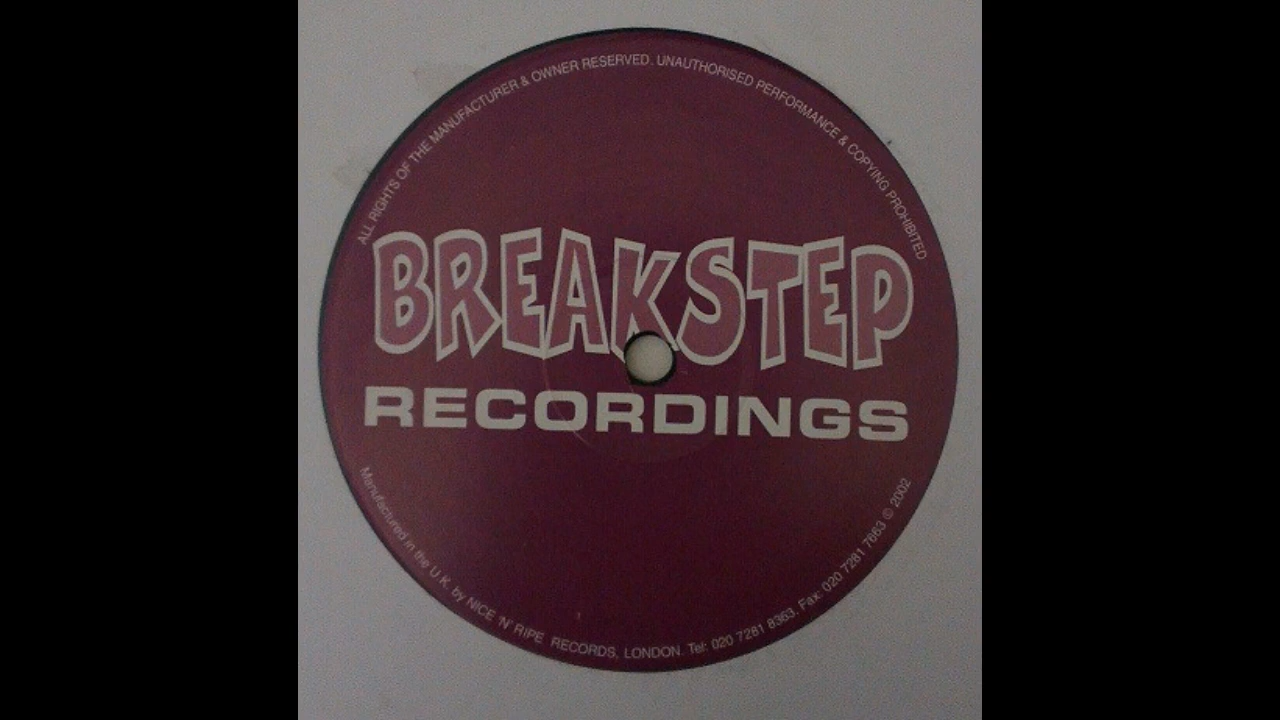 ALL RIGHTS OF THE MANUFACTURER & OWNER RESERVED. UNAUTHORISED PERFORMANCE & COPYING PROHIBITED
BREAKSTEP
RECORDINGS
Manufactured in the U.K. by NICE 'N' RIPE RECORDS, LONDON. Tel: 020 7281 8363. Fax: 020 7281 7663 © 2002